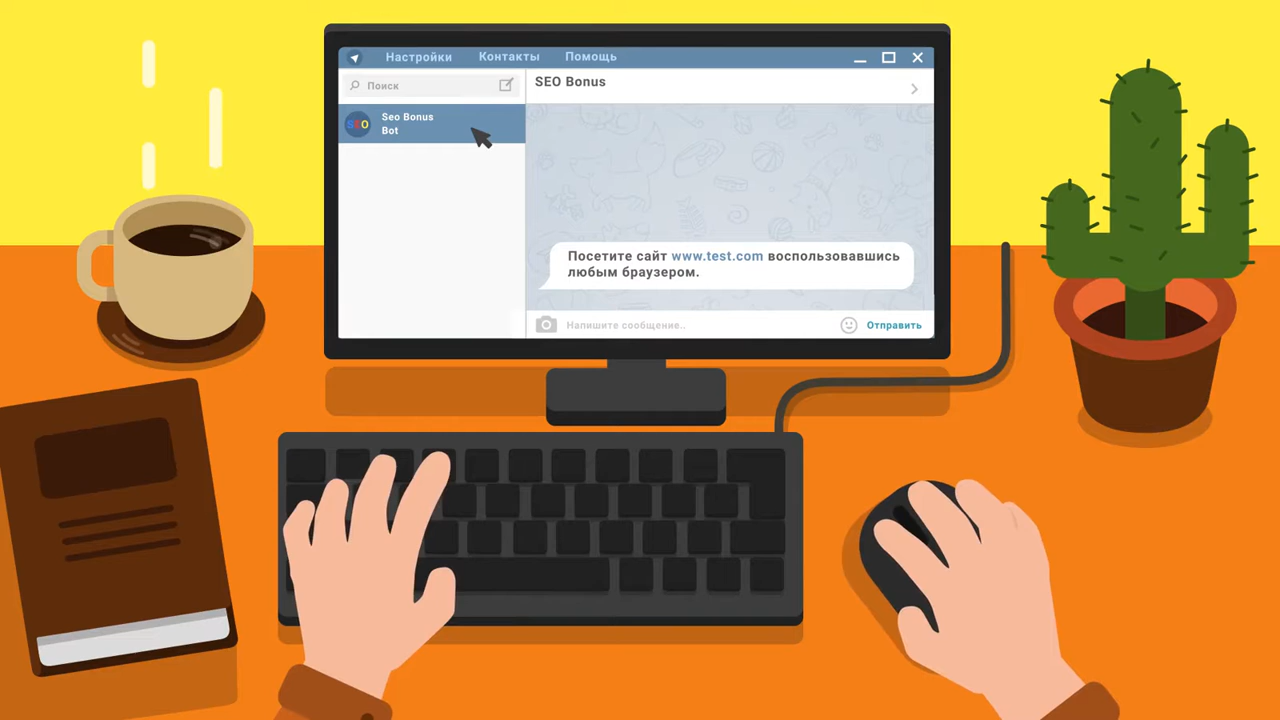 Настройки Контакты Помощь
Поиск
SEO Bonus
SEO
Seo Bonus
Bot
Посетите сайт www.test.com воспользовавшись
любым браузером.
Напишите сообщение..
Отправить